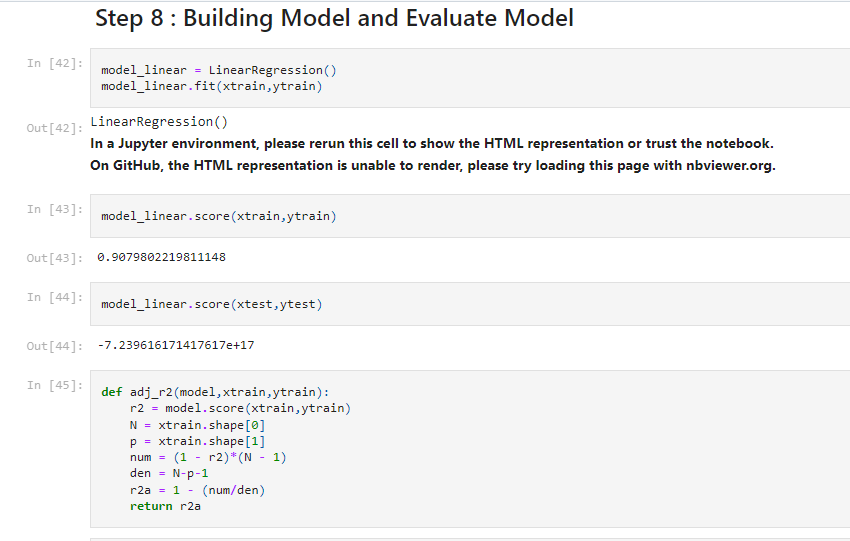 Step 8 : Building Model and Evaluate Model
In [42]:
model_linear = LinearRegression()
model_linear.fit(xtrain,ytrain)
Out[42]:
LinearRegression()
In a Jupyter environment, please rerun this cell to show the HTML representation or trust the notebook.
On GitHub, the HTML representation is unable to render, please try loading this page with nbviewer.org.
In [43]:
model_linear.score(xtrain,ytrain)
Out[43]:
0.9079802219811148
In [44]:
model_linear.score(xtest,ytest)
Out[44]:
-7.239616171417617e+17
In [45]:
def adj_r2(model,xtrain,ytrain):
    r2 = model.score(xtrain,ytrain)
    N = xtrain.shape[0]
    p = xtrain.shape[1]
    num = (1 - r2)*(N - 1)
    den = N-p-1
    r2a = 1 - (num/den)
    return r2a